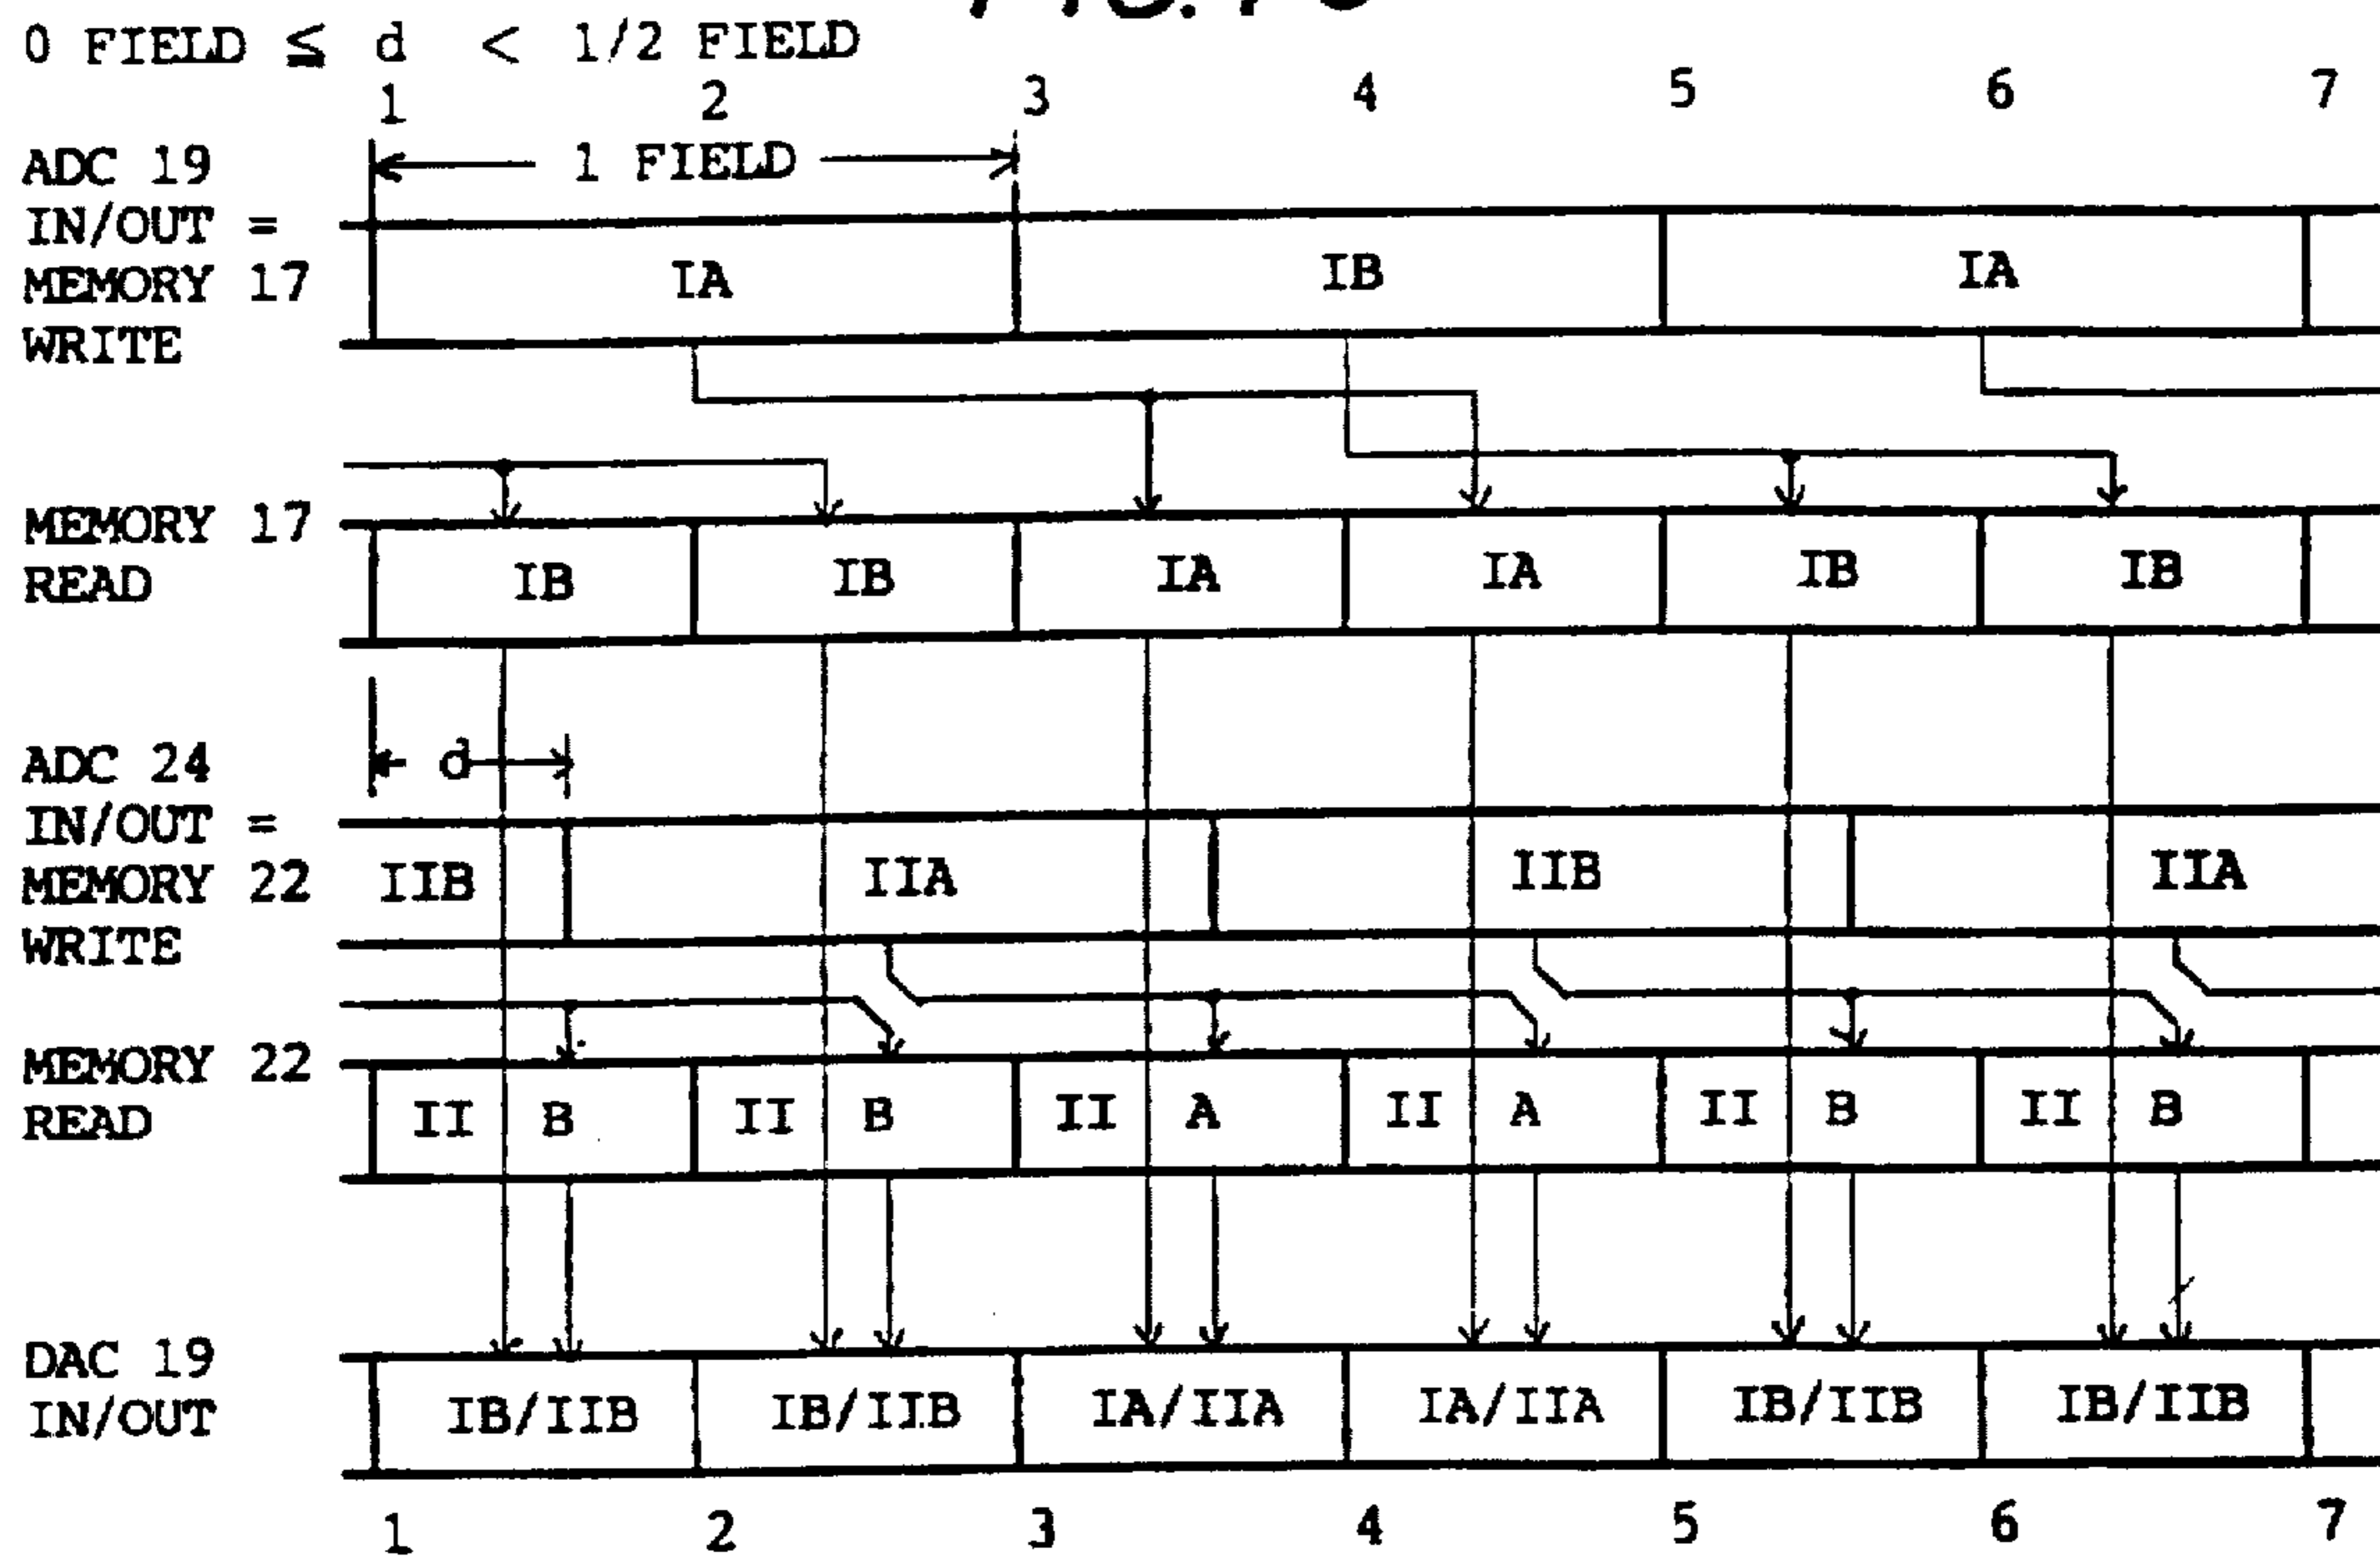 0 FIELD ≦ d < 1/2 FIELD
1 2 3 4 5 6 7
ADC 19
IN/OUT =
MEMORY 17
WRITE
1 FIELD
IA IB IA
MEMORY 17
READ
IB IB IA IA IB IB
d
ADC 24
IN/OUT =
MEMORY 22
WRITE
IIB IIA IIB IIA
MEMORY 22
READ
II B II B II A II A II B II B
DAC 19
IN/OUT
IB/IIB IB/IIB IA/IIA IA/IIA IB/IIB IB/IIB
1 2 3 4 5 6 7